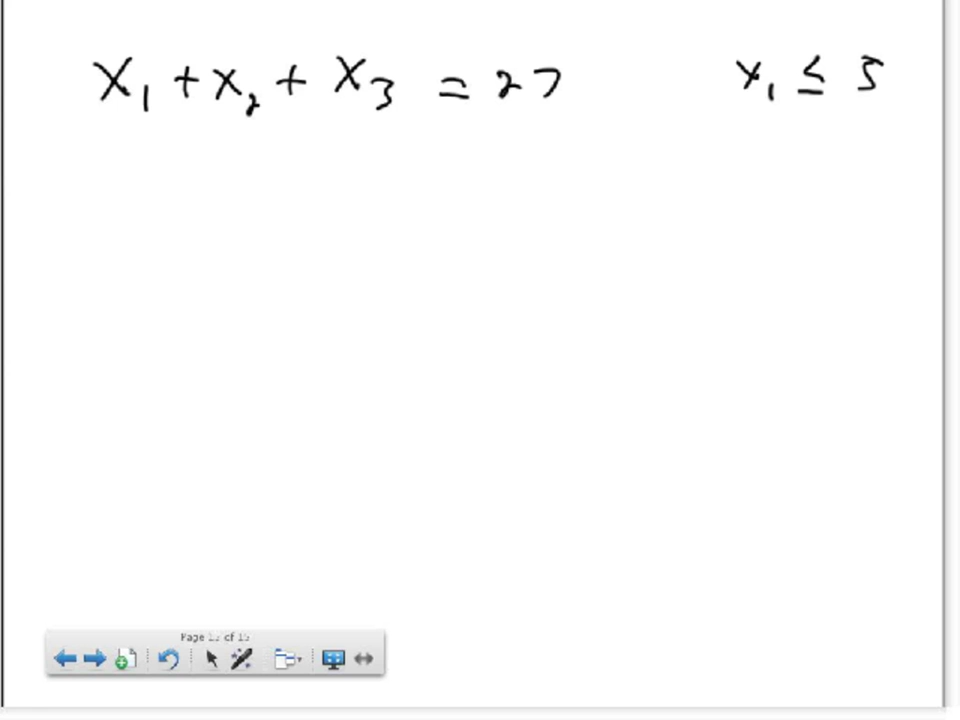 X₁ + X₂ + X₃ = 27 x₁ ≤ 5